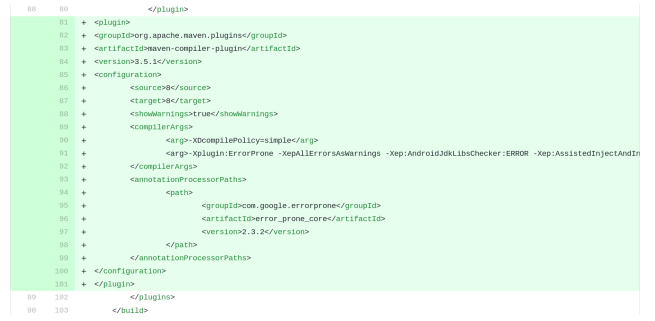 88 80 </plugin>
81 + <plugin>
82 + <groupId>org.apache.maven.plugins</groupId>
83 + <artifactId>maven-compiler-plugin</artifactId>
84 + <version>3.5.1</version>
85 + <configuration>
86 + <source>8</source>
87 + <target>8</target>
88 + <showWarnings>true</showWarnings>
89 + <compilerArgs>
90 + <arg>-XDcompilePolicy=simple</arg>
91 + <arg>-Xplugin:ErrorProne -XepAllErrorsAsWarnings -Xep:AndroidJdkLibsChecker:ERROR -Xep:AssistedInjectAndIn
92 + </compilerArgs>
93 + <annotationProcessorPaths>
94 + <path>
95 + <groupId>com.google.errorprone</groupId>
96 + <artifactId>error_prone_core</artifactId>
97 + <version>2.3.2</version>
98 + </path>
99 + </annotationProcessorPaths>
100 + </configuration>
101 + </plugin>
89 102 </plugins>
90 103 </build>